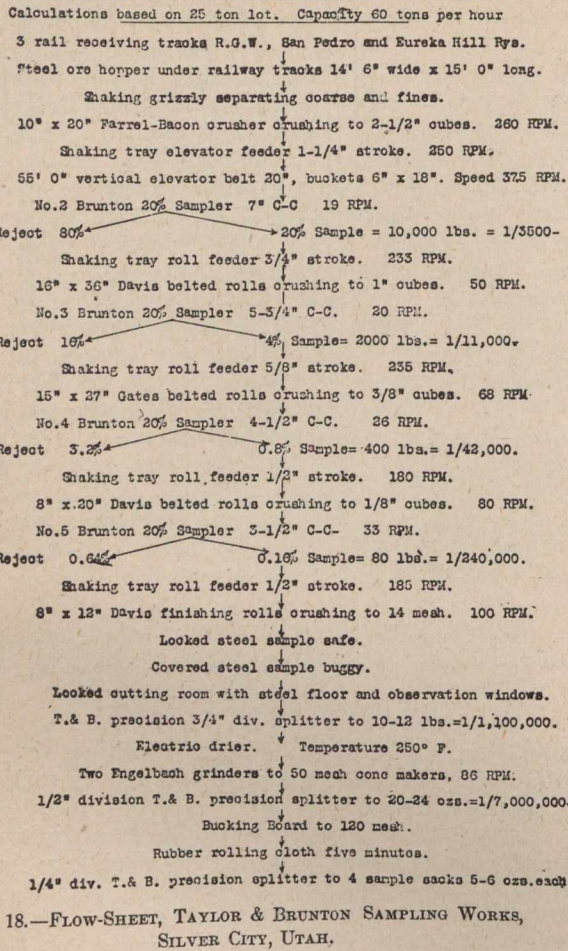 Calculations based on 25 ton lot. Capacity 60 tons per hour
3 rail receiving tracks R.G.W., San Pedro and Eureka Hill Rys.
Steel ore hopper under railway tracks 14' 6" wide x 15' 0" long.
Shaking grizzly separating coarse and fines.
10" x 20" Farrel-Bacon crusher crushing to 2-1/2" cubes. 260 RPM.
Shaking tray elevator feeder 1-1/4" stroke. 250 RPM.
55' 0" vertical elevator belt 20", buckets 6" x 18". Speed 375 RPM.
No.2 Brunton 20% Sampler 7" C-C 19 RPM.
Reject 80% 20% Sample = 10,000 lbs. = 1/3500-
Shaking tray roll feeder 3/4" stroke. 233 RPM.
16" x 36" Davis belted rolls crushing to 1" cubes. 50 RPM.
No.3 Brunton 20% Sampler 5-3/4" C-C. 20 RPM.
Reject 16% 4% Sample= 2000 lbs.= 1/11,000.
Shaking tray roll feeder 5/8" stroke. 235 RPM.
15" x 27" Gates belted rolls crushing to 3/8" cubes. 68 RPM.
No.4 Brunton 20% Sampler 4-1/2" C-C. 26 RPM.
Reject 3.2% 0.8% Sample= 400 lbs.= 1/42,000.
Shaking tray roll feeder 1/2" stroke. 180 RPM.
8" x 20" Davis belted rolls crushing to 1/8" cubes. 80 RPM.
No.5 Brunton 20% Sampler 3-1/2" C-C- 33 RPM.
Reject 0.64% 0.16% Sample= 80 lbs.= 1/240,000.
Shaking tray roll feeder 1/2" stroke. 185 RPM.
8" x 12" Davis finishing rolls crushing to 14 mesh. 100 RPM.
Locked steel sample safe.
Covered steel sample buggy.
Locked cutting room with steel floor and observation windows.
T.& B. precision 3/4" div. splitter to 10-12 lbs.=1/1,100,000.
Electric drier. Temperature 250° F.
Two Engelbach grinders to 50 mesh cone makers, 86 RPM.
1/2" division T.& B. precision splitter to 20-24 ozs.=1/7,000,000
Bucking Board to 120 mesh.
Rubber rolling cloth five minutes.
1/4" div. T.& B. precision splitter to 4 sample sacks 5-6 ozs.each
18.—FLOW-SHEET, TAYLOR & BRUNTON SAMPLING WORKS,
SILVER CITY, UTAH.